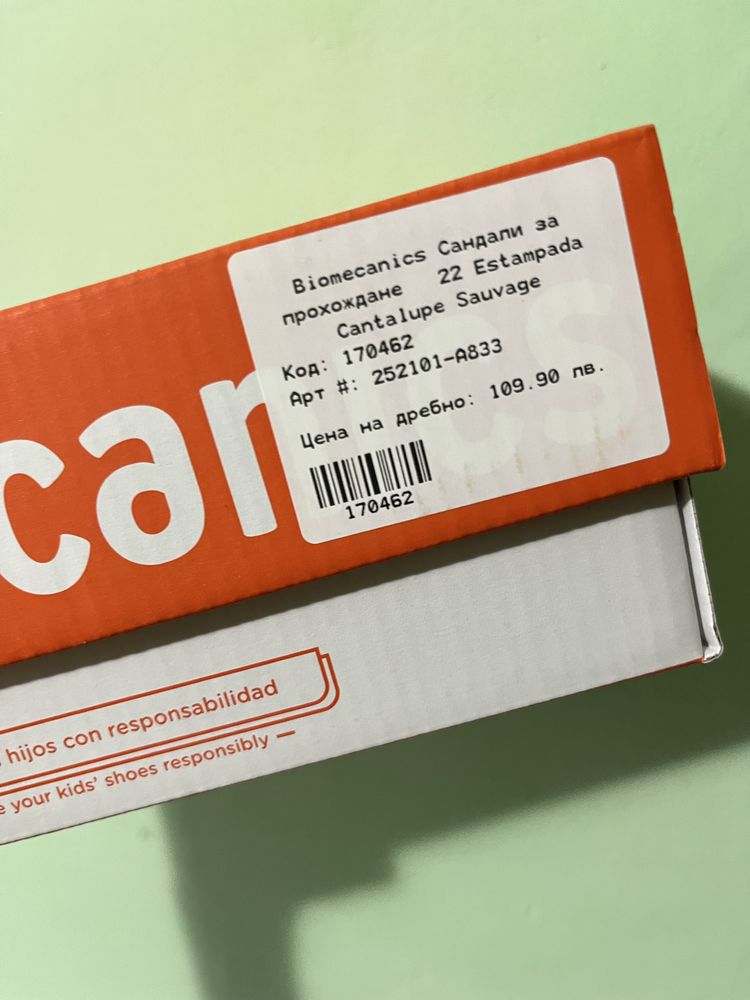 Biomecanics Сандали за
прохождане 22 Estampada
Cantalupe Sauvage
Код: 170462
Арт #: 252101-A833
Цена на дребно: 109.90 лв.
170462
canics
hijos con responsabilidad
your kids' shoes responsibly —